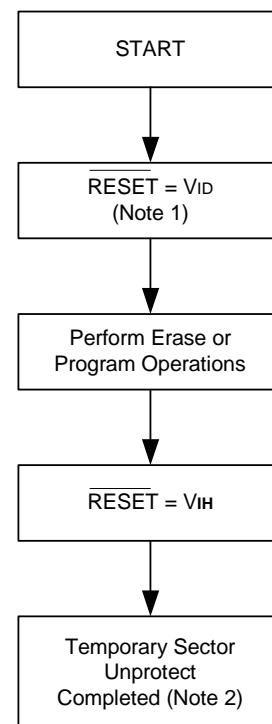 START
RESET = VID
(Note 1)
Perform Erase or
Program Operations
RESET = VIH
Temporary Sector
Unprotect
Completed (Note 2)